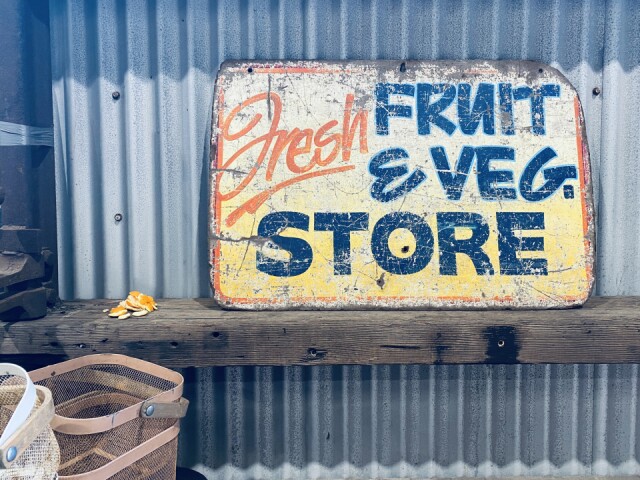 Fresh FRUIT
& VEG.
STORE